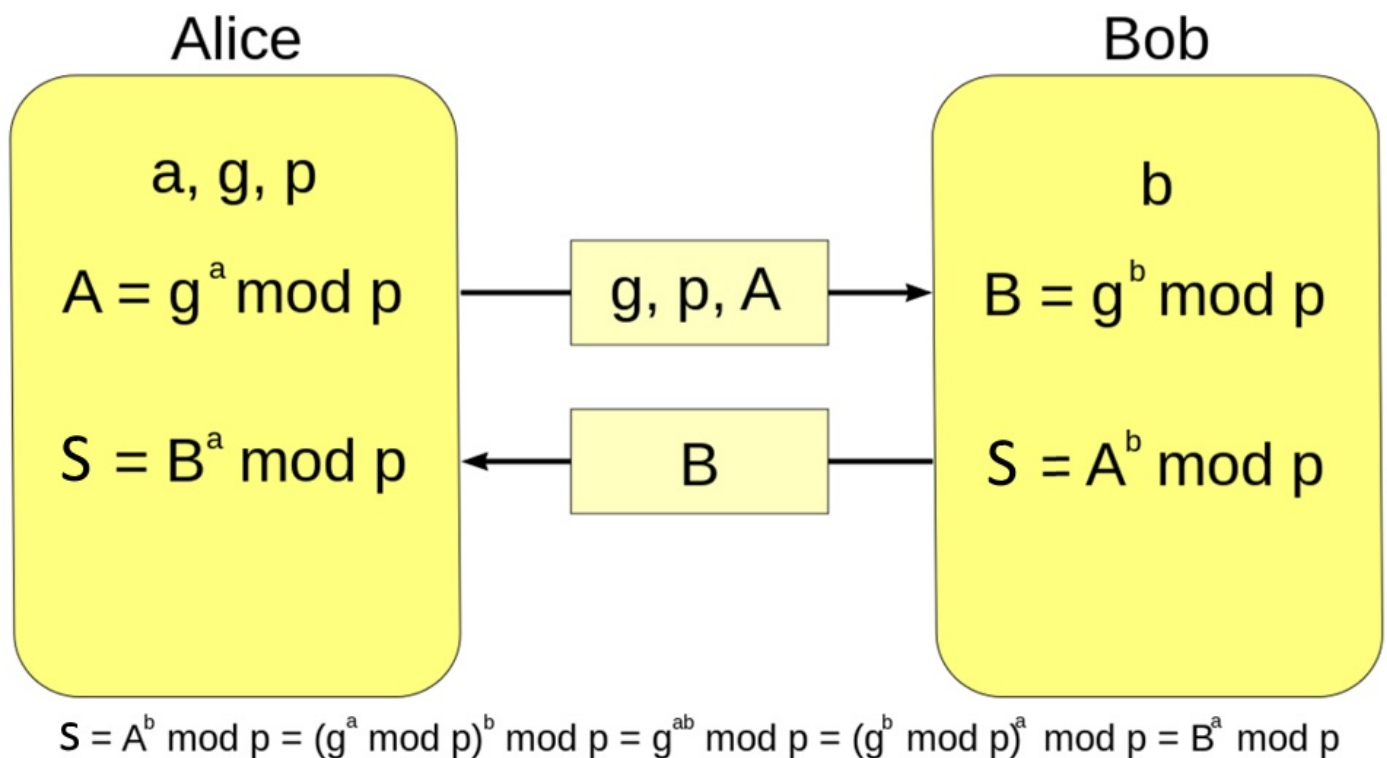 Alice
a, g, p
A = g^a mod p
S = B^a mod p
g, p, A
B
Bob
b
B = g^b mod p
S = A^b mod p
S = A^b mod p = (g^a mod p)^b mod p = g^ab mod p = (g^b mod p)^a mod p = B^a mod p